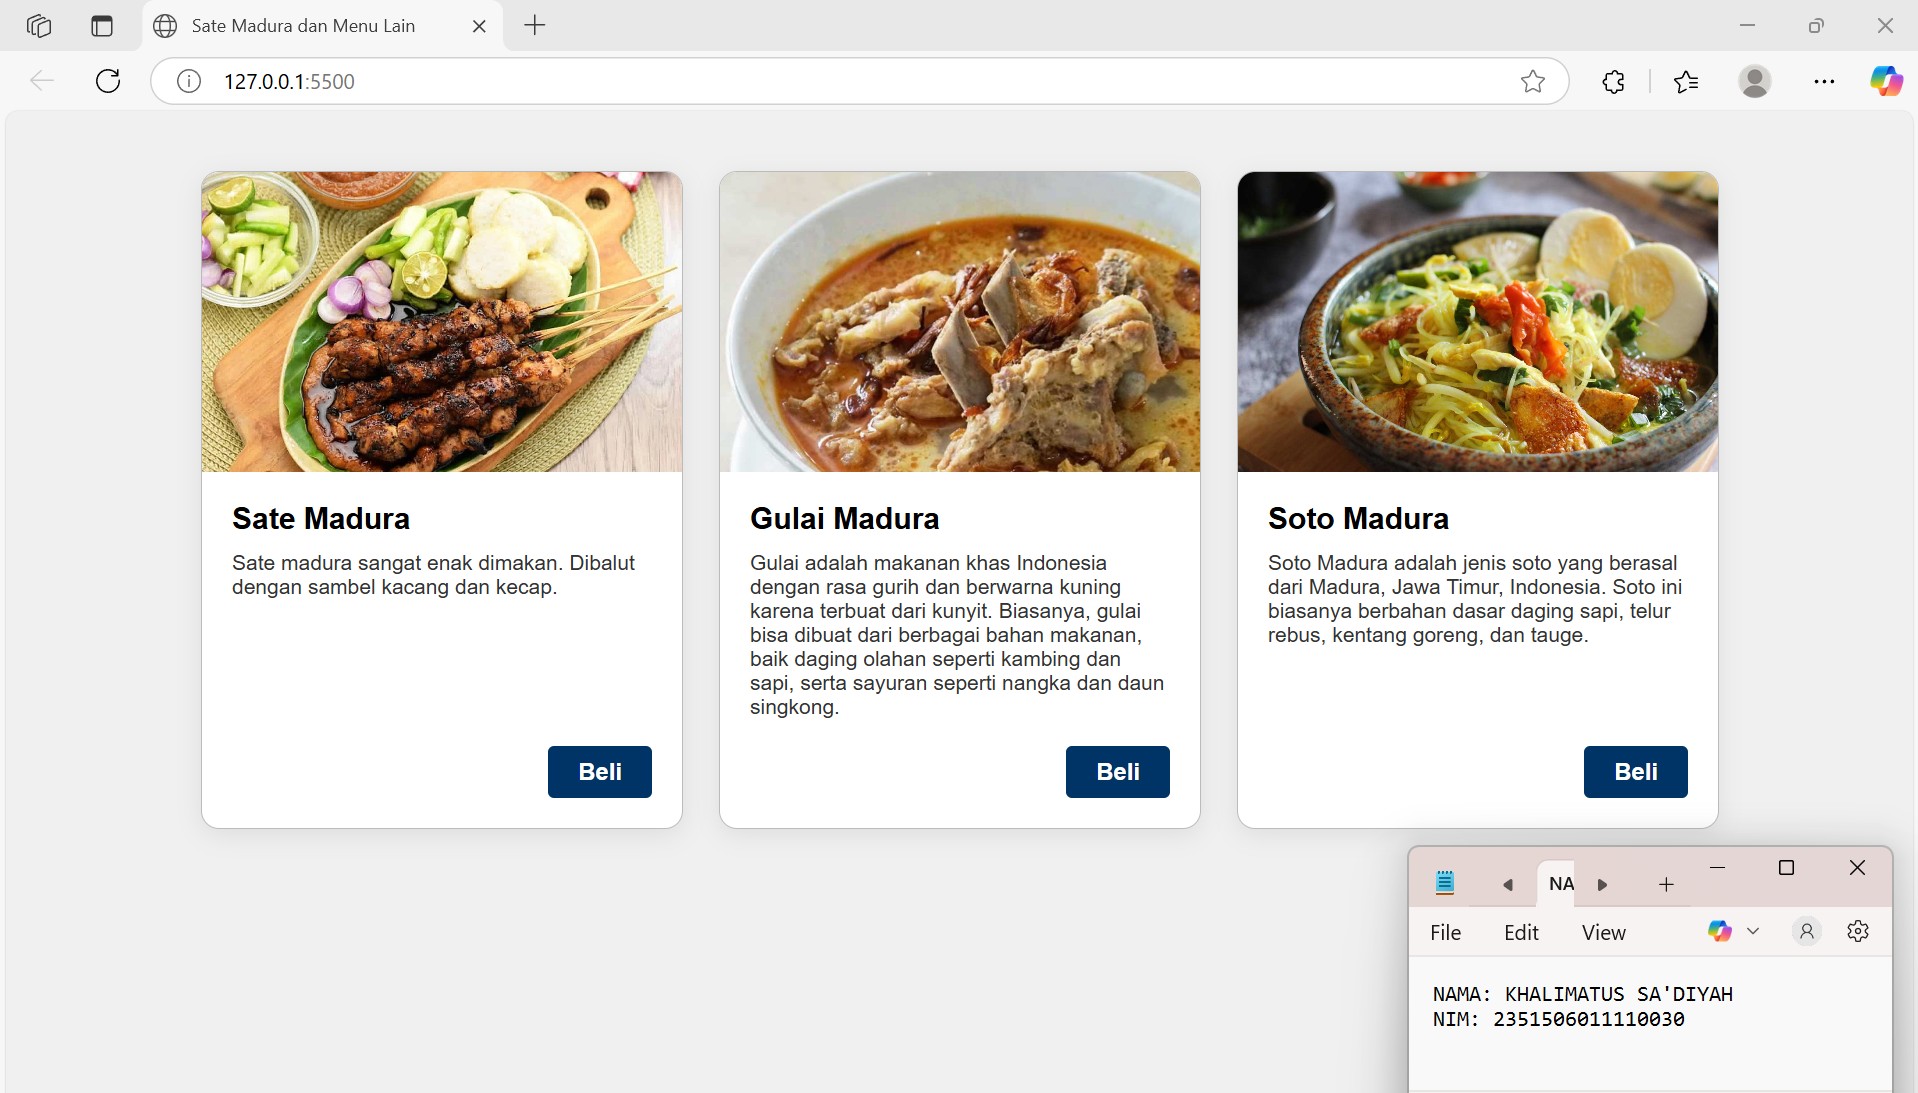 Sate Madura dan Menu Lain
127.0.0.1:5500
Sate Madura
Sate madura sangat enak dimakan. Dibalut
dengan sambel kacang dan kecap.
Beli
Gulai Madura
Gulai adalah makanan khas Indonesia
dengan rasa gurih dan berwarna kuning
karena terbuat dari kunyit. Biasanya, gulai
bisa dibuat dari berbagai bahan makanan,
baik daging olahan seperti kambing dan
sapi, serta sayuran seperti nangka dan daun
singkong.
Beli
Soto Madura
Soto Madura adalah jenis soto yang berasal
dari Madura, Jawa Timur, Indonesia. Soto ini
biasanya berbahan dasar daging sapi, telur
rebus, kentang goreng, dan tauge.
Beli
NA
File Edit View
NAMA: KHALIMATUS SA'DIYAH
NIM: 2351506011110030